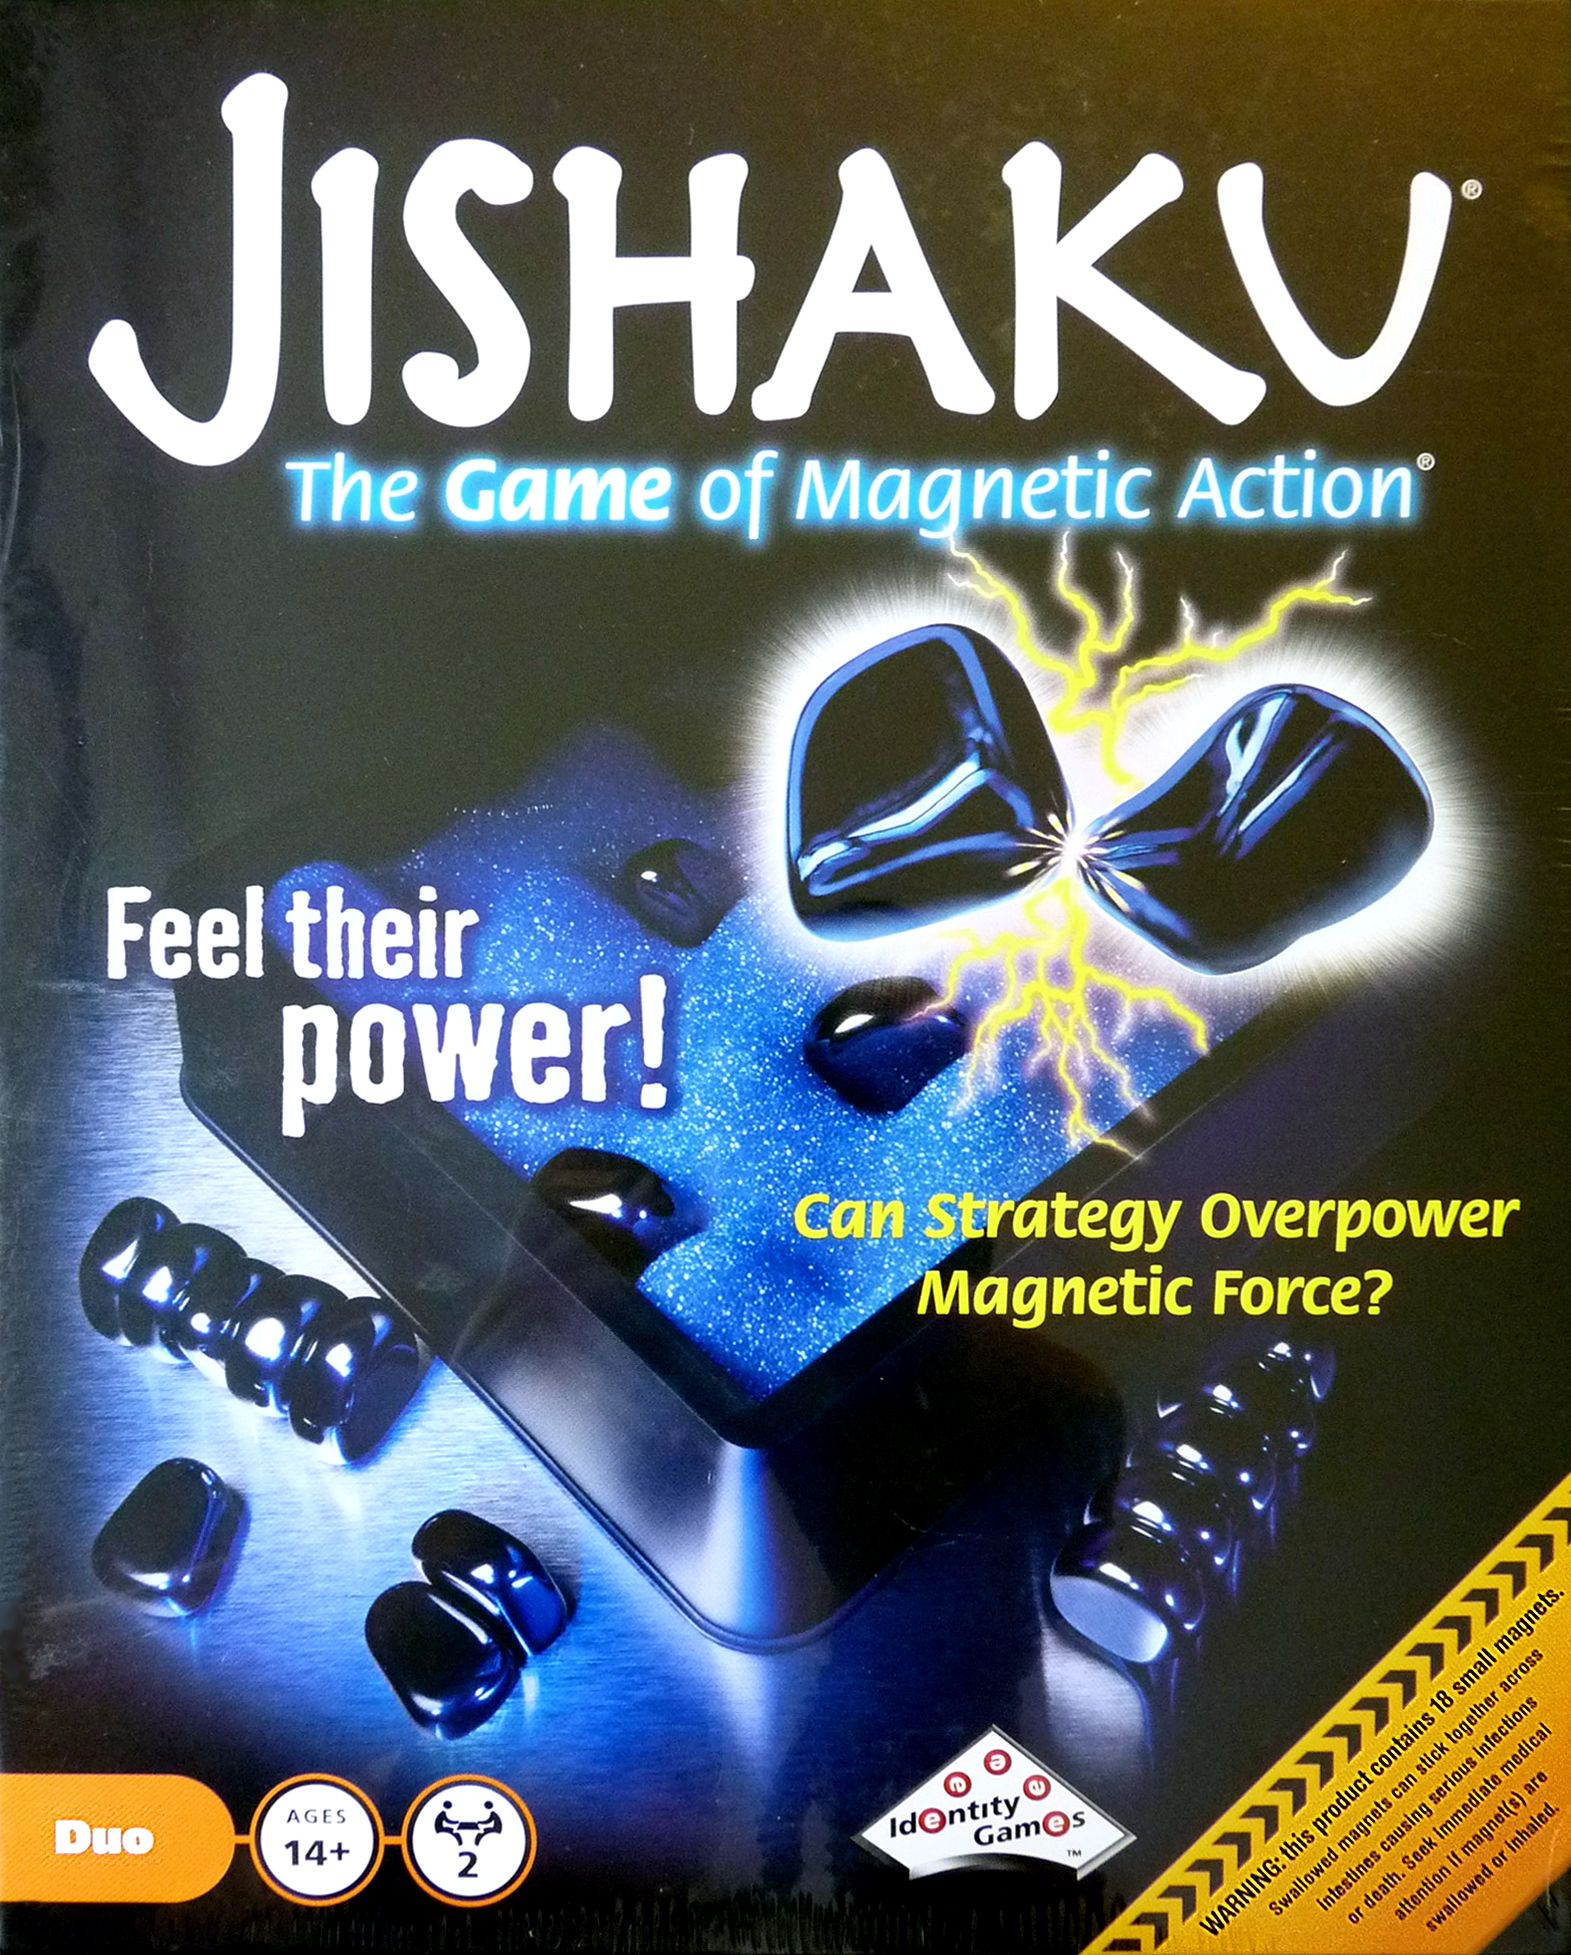 JISHAKU®
The Game of Magnetic Action®
Feel their
power!
Can Strategy Overpower
Magnetic Force?
Duo
AGES
14+
2
Identity
Games
™
WARNING: this product contains 18 small magnets.
Swallowed magnets can stick together across
intestines causing serious infections
or death. Seek immediate medical
attention if magnet(s) are
swallowed or inhaled.